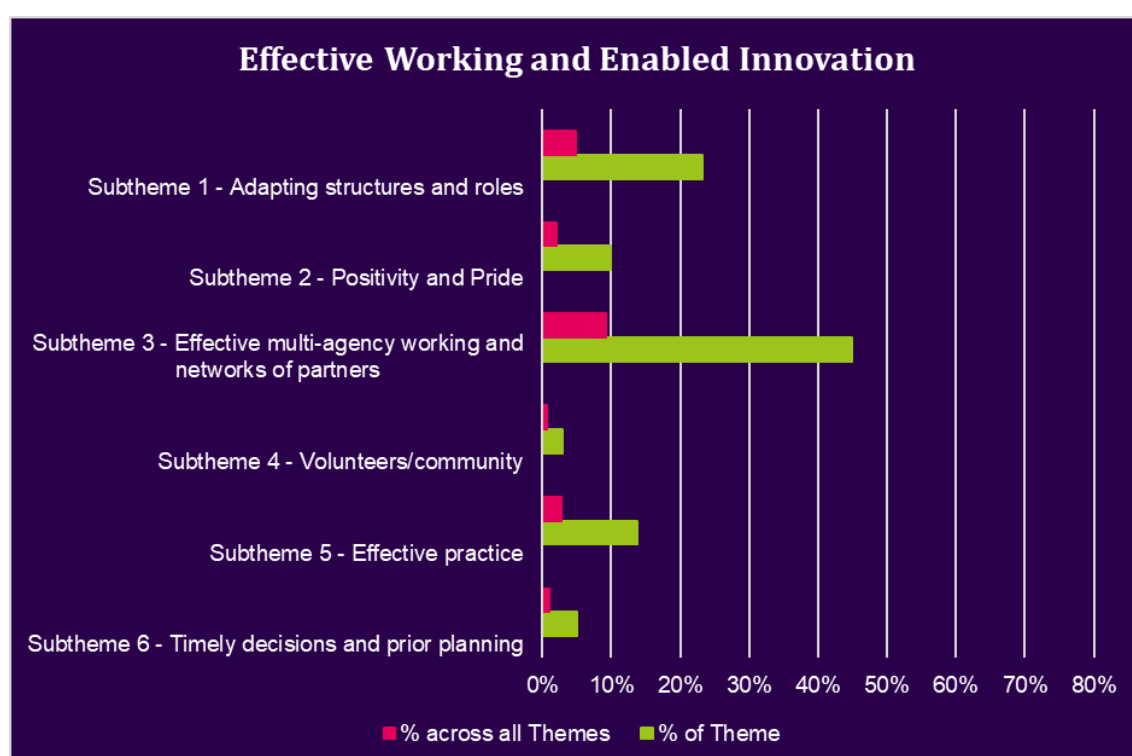 Effective Working and Enabled Innovation
Subtheme 1 - Adapting structures and roles
Subtheme 2 - Positivity and Pride
Subtheme 3 - Effective multi-agency working and
networks of partners
Subtheme 4 - Volunteers/community
Subtheme 5 - Effective practice
Subtheme 6 - Timely decisions and prior planning
0% 10% 20% 30% 40% 50% 60% 70% 80%
% across all Themes % of Theme